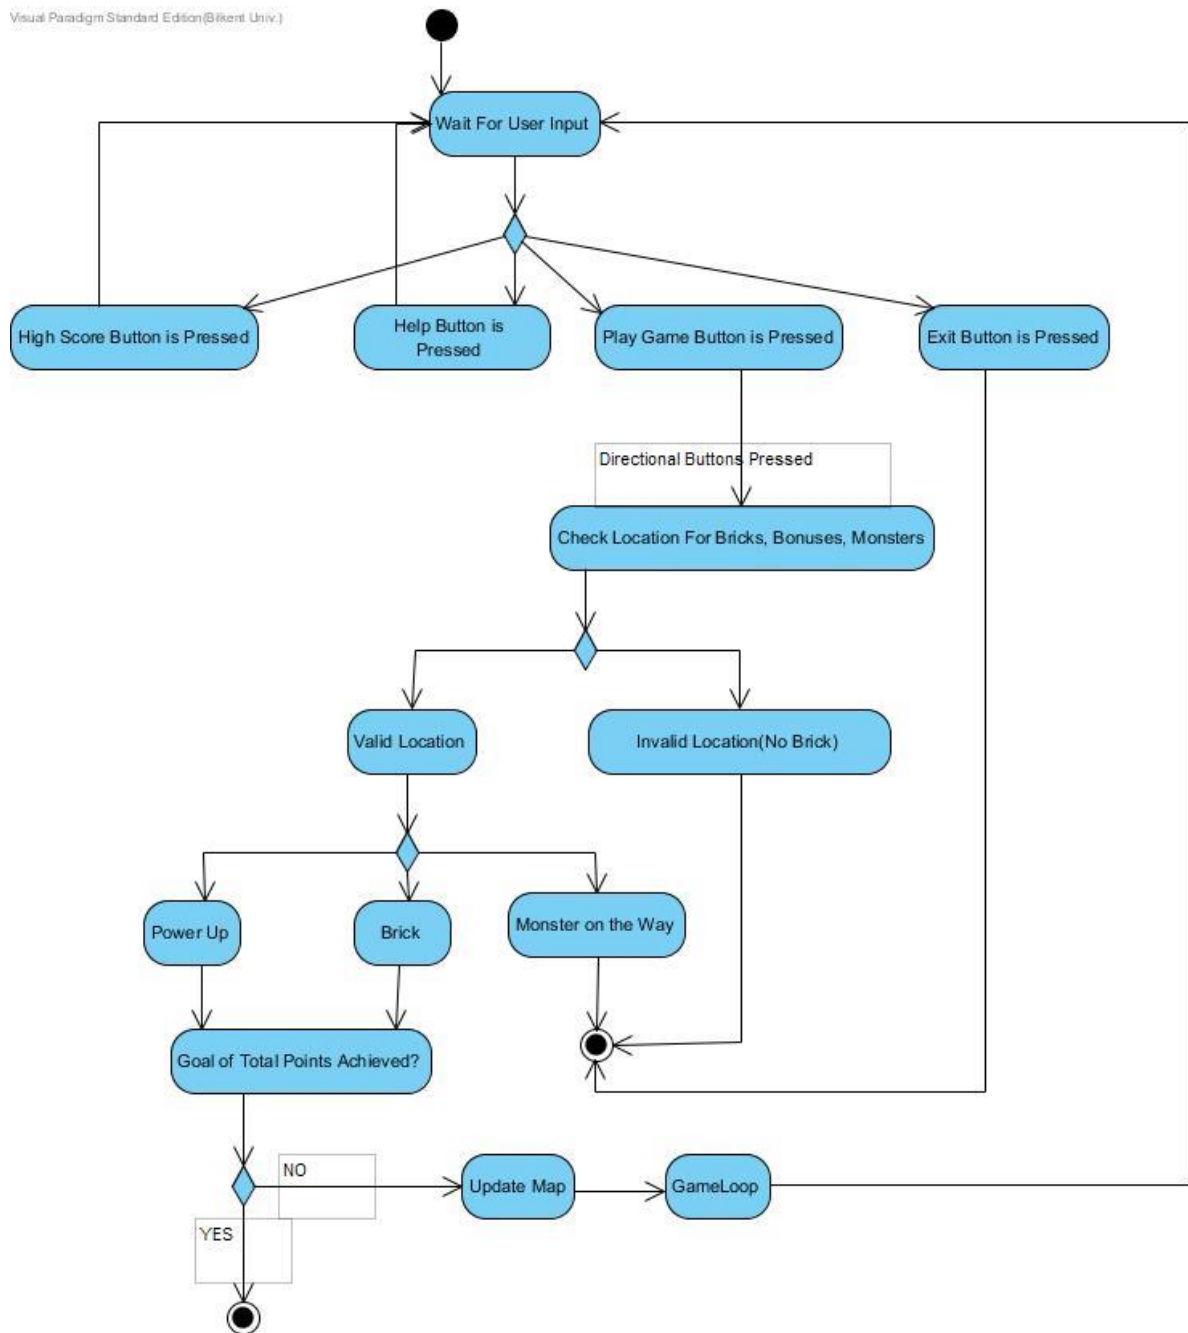 Visual Paradigm Standard Edition(Bilkent Univ.)
Wait For User Input
High Score Button is Pressed
Help Button is
Pressed
Play Game Button is Pressed
Exit Button is Pressed
Directional Buttons Pressed
Check Location For Bricks, Bonuses, Monsters
Valid Location
Invalid Location(No Brick)
Power Up
Brick
Monster on the Way
Goal of Total Points Achieved?
NO
Update Map
GameLoop
YES